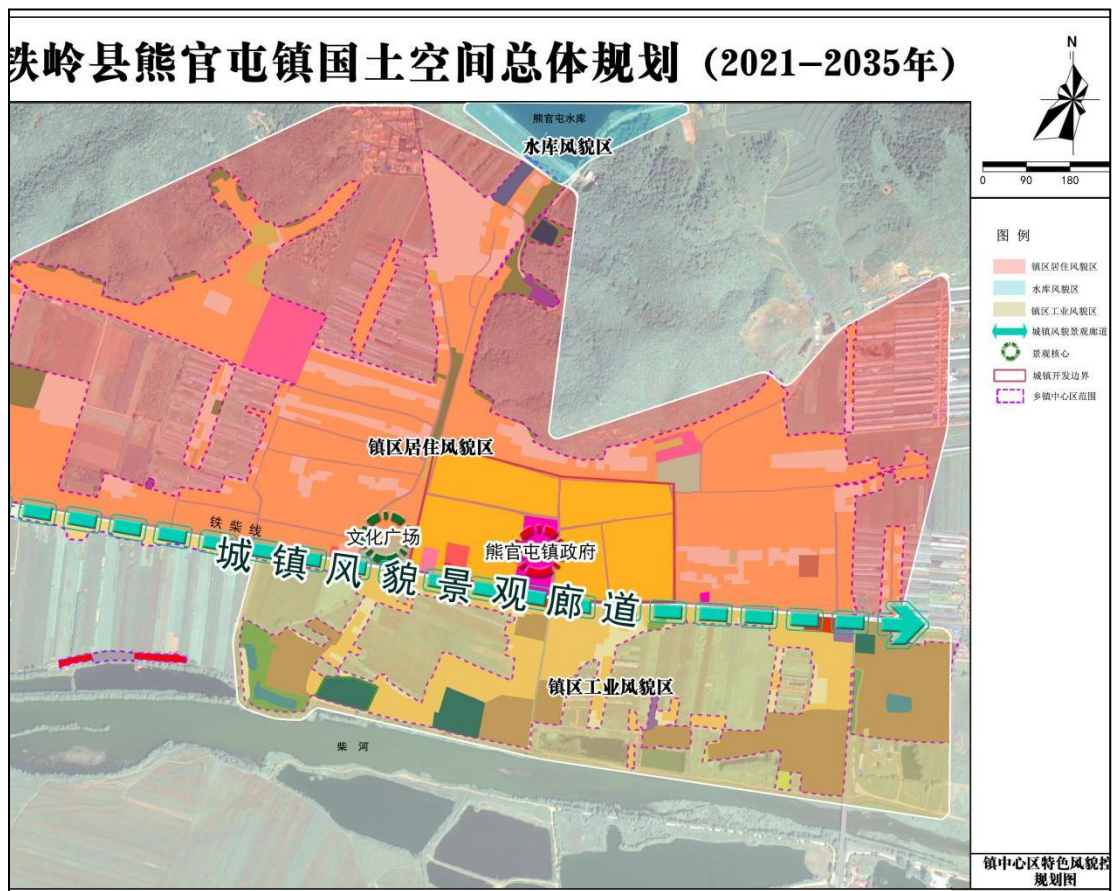 铁岭县熊官屯镇国土空间总体规划（2021—2035年）
N
0 90 180
熊官屯水库
水库风貌区
图例
镇区居住风貌区
水库风貌区
镇区工业风貌区
城镇风貌景观廊道
景观核心
城镇开发边界
乡镇中心区范围
镇区居住风貌区
铁柴线
文化广场
熊官屯镇政府
城镇风貌景观廊道
镇区工业风貌区
柴河
镇中心区特色风貌控
规划图